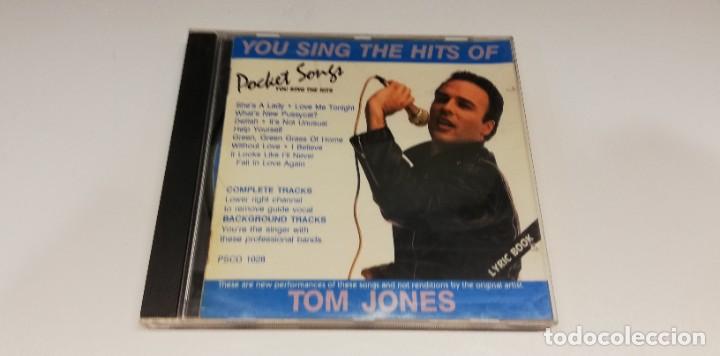 YOU SING THE HITS OF
Pocket Songs
YOU SING THE HITS
She's A Lady • Love Me Tonight
What's New Pussycat?
Delilah • It's Not Unusual
Help Yourself
Green, Green Grass Of Home
Without Love • I Believe
It Looks Like I'll Never
Fall In Love Again
COMPLETE TRACKS
Lower right channel
to remove guide vocal
BACKGROUND TRACKS
You're the singer with
these professional bands
PSCD 1028
LYRIC BOOK
These are new performances of these songs and not renditions by the original artist.
TOM JONES
todocoleccion